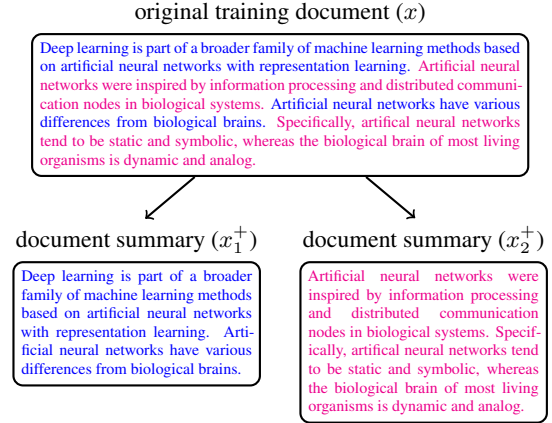 original training document (x)
Deep learning is part of a broader family of machine learning methods based
on artificial neural networks with representation learning. Artificial neural
networks were inspired by information processing and distributed communi-
cation nodes in biological systems. Artificial neural networks have various
differences from biological brains. Specifically, artifical neural networks
tend to be static and symbolic, whereas the biological brain of most living
organisms is dynamic and analog.
document summary (x₁⁺)
Deep learning is part of a broader
family of machine learning methods
based on artificial neural networks
with representation learning. Arti-
ficial neural networks have various
differences from biological brains.
document summary (x₂⁺)
Artificial neural networks were
inspired by information processing
and distributed communication
nodes in biological systems. Specif-
ically, artifical neural networks tend
to be static and symbolic, whereas
the biological brain of most living
organisms is dynamic and analog.